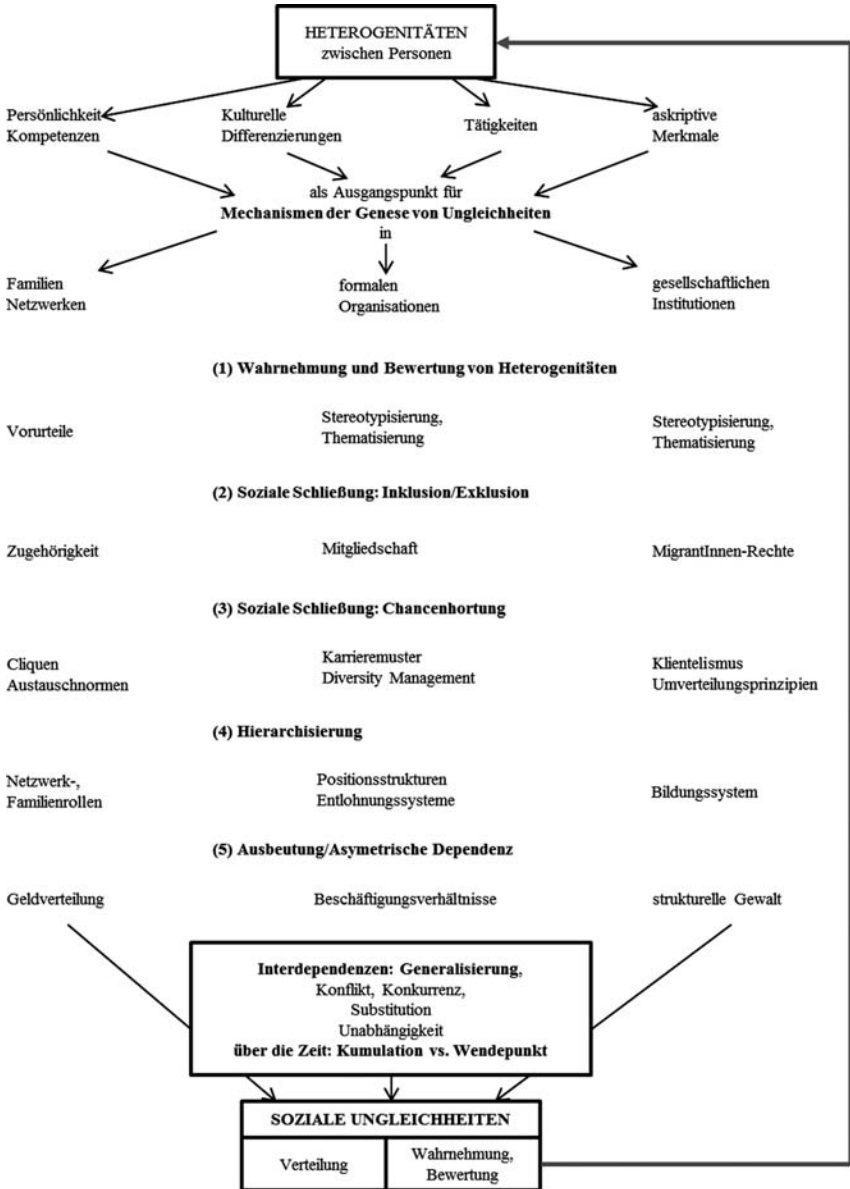 HETEROGENITÄTEN
zwischen Personen
Persönlichkeit
Kompetenzen
Kulturelle
Differenzierungen
Tätigkeiten
askriptive
Merkmale
als Ausgangspunkt für
Mechanismen der Genese von Ungleichheiten
in
Familien
Netzwerken
formalen
Organisationen
gesellschaftlichen
Institutionen
(1) Wahrnehmung und Bewertung von Heterogenitäten
Vorurteile
Stereotypisierung,
Thematisierung
Stereotypisierung,
Thematisierung
(2) Soziale Schließung: Inklusion/Exklusion
Zugehörigkeit
Mitgliedschaft
MigrantInnen-Rechte
(3) Soziale Schließung: Chancenhortung
Cliquen
Austauschnormen
Karrieremuster
Diversity Management
Klientelismus
Umverteilungsprinzipien
(4) Hierarchisierung
Netzwerk-,
Familienrollen
Positionsstrukturen
Entlohnungssysteme
Bildungssystem
(5) Ausbeutung/Asymetrische Dependenz
Geldverteilung
Beschäftigungsverhältnisse
strukturelle Gewalt
Interdependenzen: Generalisierung,
Konflikt, Konkurrenz,
Substitution
Unabhängigkeit
über die Zeit: Kumulation vs. Wendepunkt
SOZIALE UNGLEICHHEITEN
Verteilung
Wahrnehmung,
Bewertung